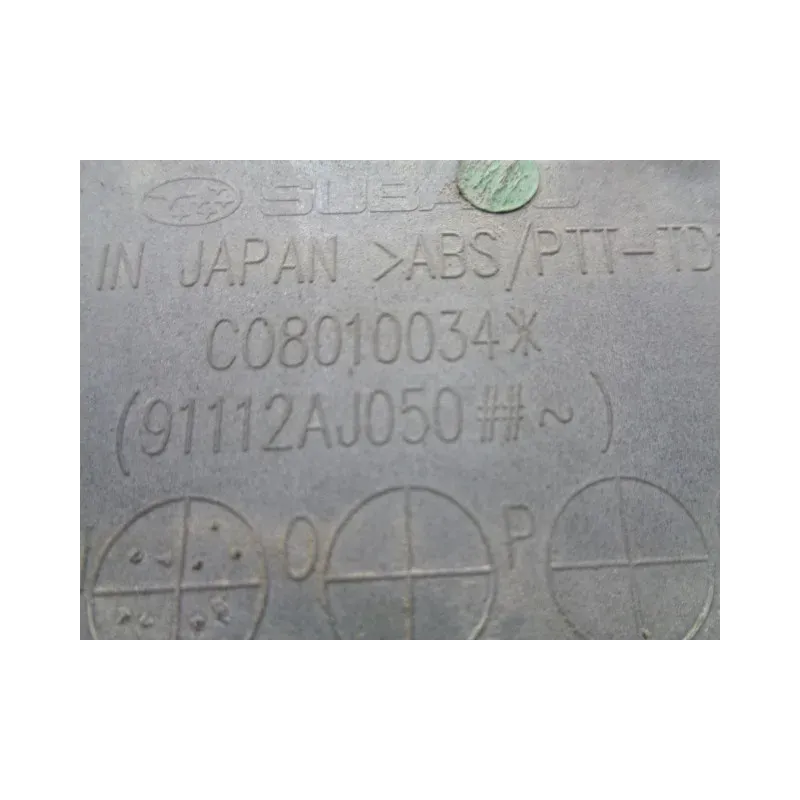 SUBARU
IN JAPAN >ABS/PTT-TD
C08010034*
(91112AJ050##~)
O P